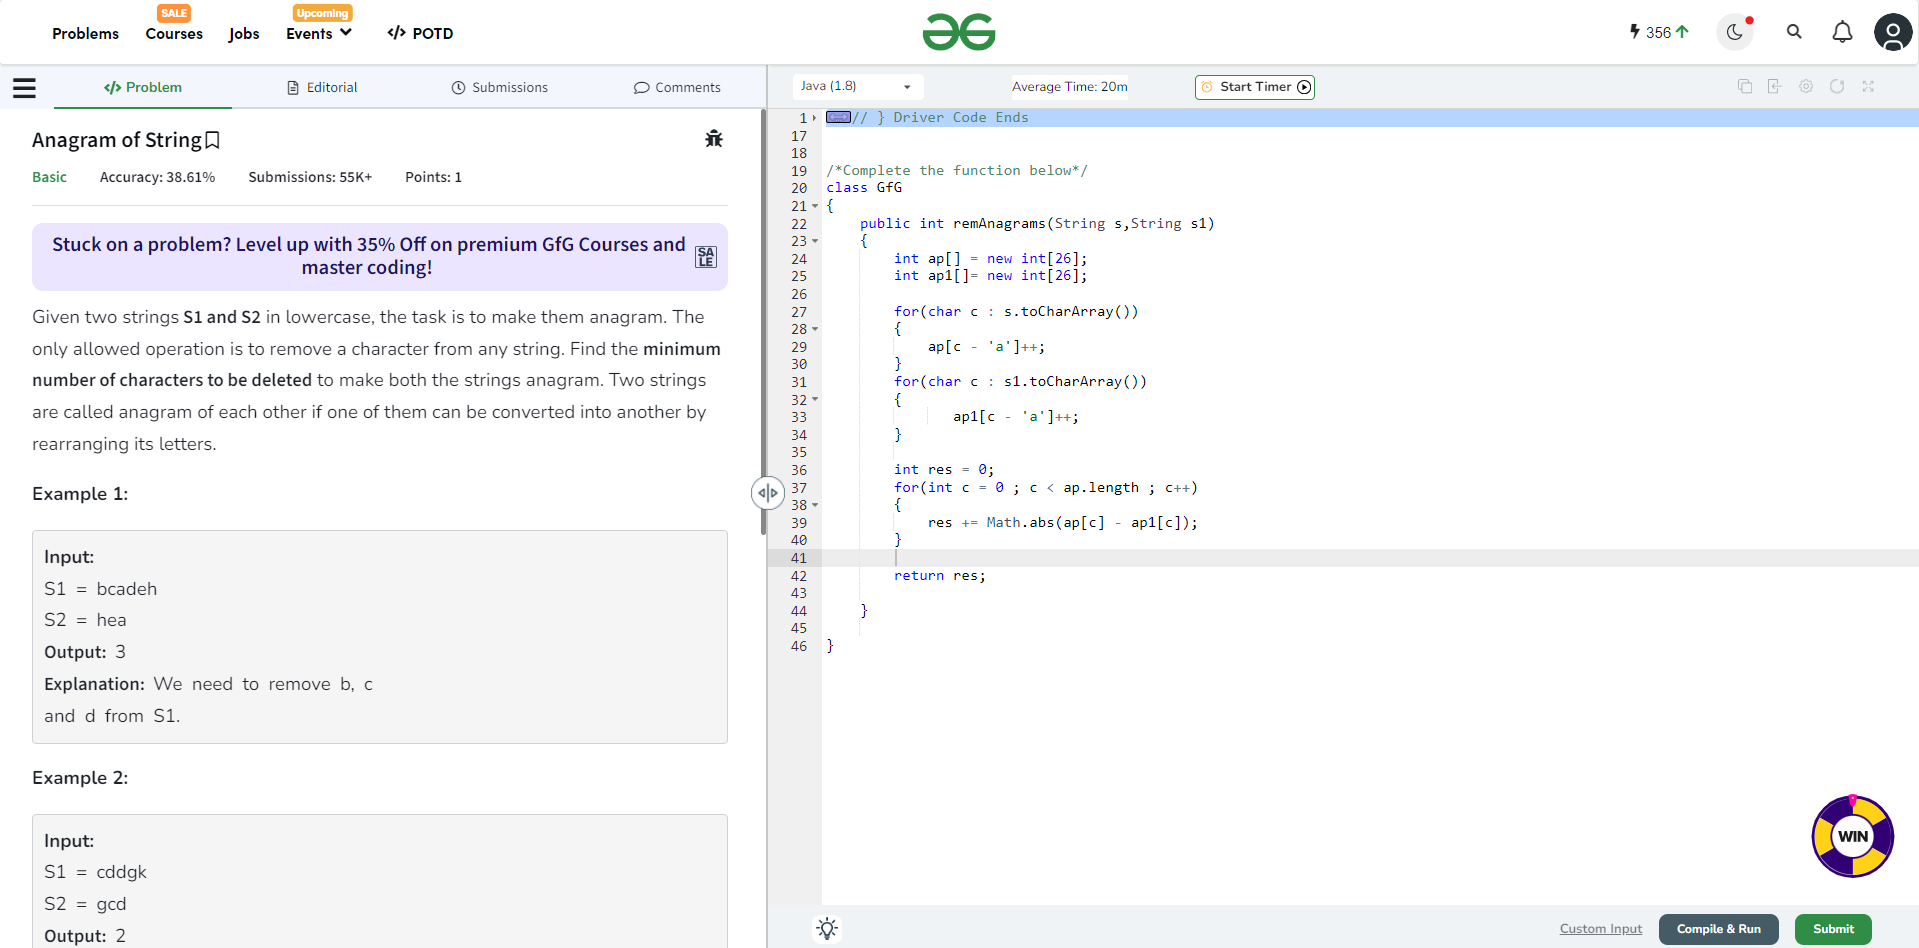 SALE
Upcoming
Problems
Courses
Jobs
Events
</> POTD
356
</> Problem
Editorial
Submissions
Comments
Java (1.8)
Average Time: 20m
Start Timer
Anagram of String
Basic
Accuracy: 38.61%
Submissions: 55K+
Points: 1
Stuck on a problem? Level up with 35% Off on premium GfG Courses and
master coding!
SA
LE
Given two strings S1 and S2 in lowercase, the task is to make them anagram. The
only allowed operation is to remove a character from any string. Find the minimum
number of characters to be deleted to make both the strings anagram. Two strings
are called anagram of each other if one of them can be converted into another by
rearranging its letters.
Example 1:
Input:
S1 = bcadeh
S2 = hea
Output: 3
Explanation: We need to remove b, c
and d from S1.
Example 2:
Input:
S1 = cddgk
S2 = gcd
Output: 2
1 // } Driver Code Ends
17
18
19 /*Complete the function below*/
20 class GfG
21 {
22 public int remAnagrams(String s,String s1)
23 {
24 int ap[] = new int[26];
25 int ap1[]= new int[26];
26
27 for(char c : s.toCharArray())
28 {
29 ap[c - 'a']++;
30 }
31 for(char c : s1.toCharArray())
32 {
33 ap1[c - 'a']++;
34 }
35
36 int res = 0;
37 for(int c = 0 ; c < ap.length ; c++)
38 {
39 res += Math.abs(ap[c] - ap1[c]);
40 }
41
42 return res;
43
44 }
45
46 }
WIN
Custom Input
Compile & Run
Submit